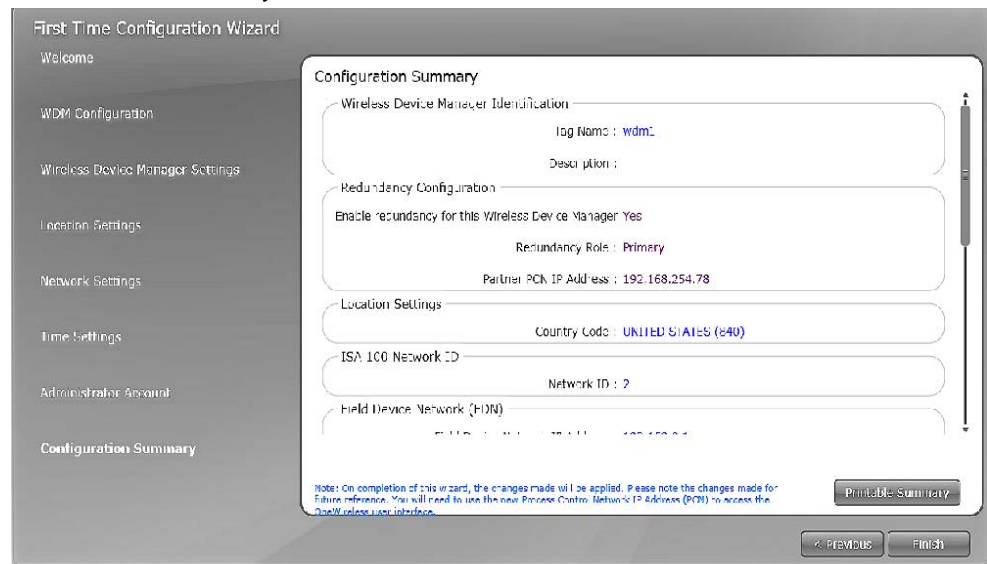 First Time Configuration Wizard
Welcome
WDM Configuration
Wireless Device Manager Settings
Location Settings
Network Settings
Time Settings
Administrator Account
Configuration Summary
Configuration Summary
Wireless Device Manager Identification
Tag Name : wdm1
Description :
Redundancy Configuration
Enable redundancy for this Wireless Device Manager Yes
Redundancy Role : Primary
Partner PCN IP Address : 192.168.254.78
Location Settings
Country Code : UNITED STATES (840)
ISA 100 Network ID
Network ID : 2
Field Device Network (FDN)
Note: On completion of this wizard, the changes made will be applied. Please note the changes made for
future reference. You will need to use the new Process Control Network IP Address (PCN) to access the
OneWireless user interface.
Printable Summary
< Previous
Finish